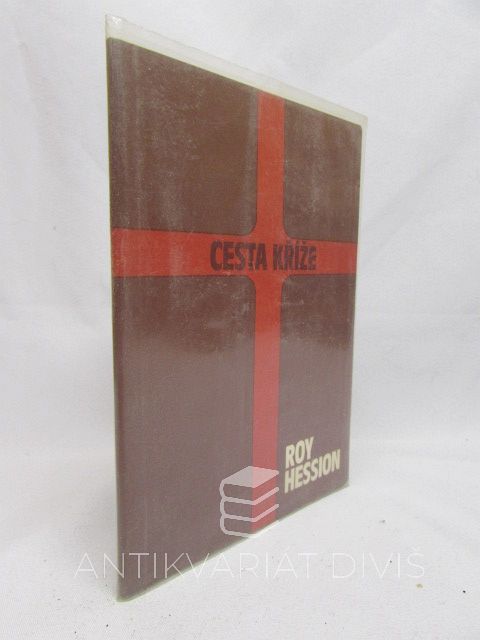 CESTA KŘÍŽE
ROY
HESSION
ANTIKVARIÁT DIVIŠ